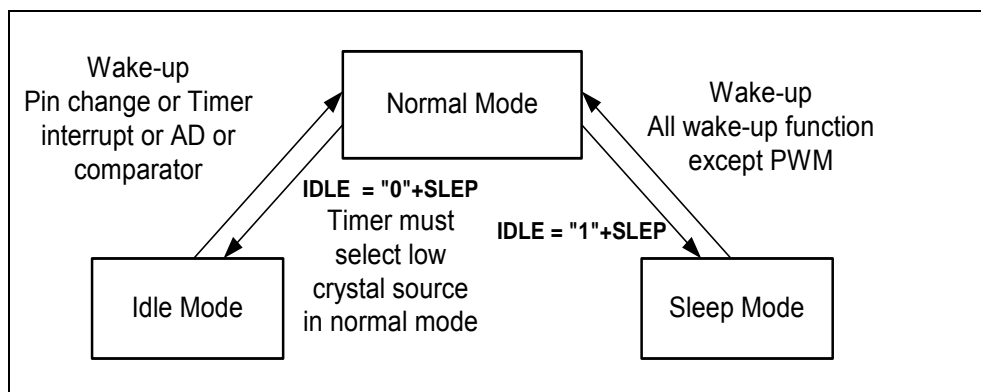 Wake-up
Pin change or Timer
interrupt or AD or
comparator
Normal Mode
Wake-up
All wake-up function
except PWM
IDLE = "0"+SLEP
Timer must
select low
crystal source
in normal mode
IDLE = "1"+SLEP
Idle Mode
Sleep Mode